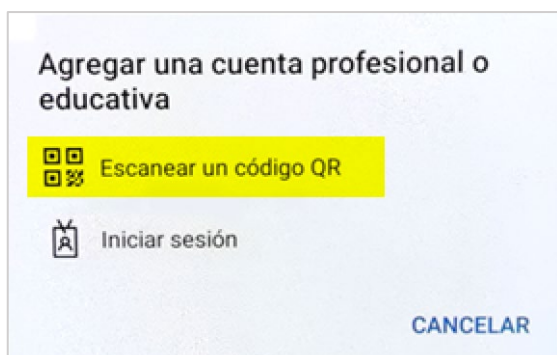 Agregar una cuenta profesional o
educativa
Escanear un código QR
Iniciar sesión
CANCELAR